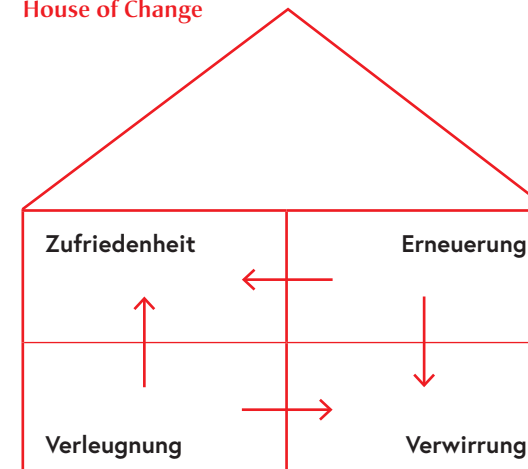 House of Change
Zufriedenheit
Erneuerung
Verleugnung
Verwirrung